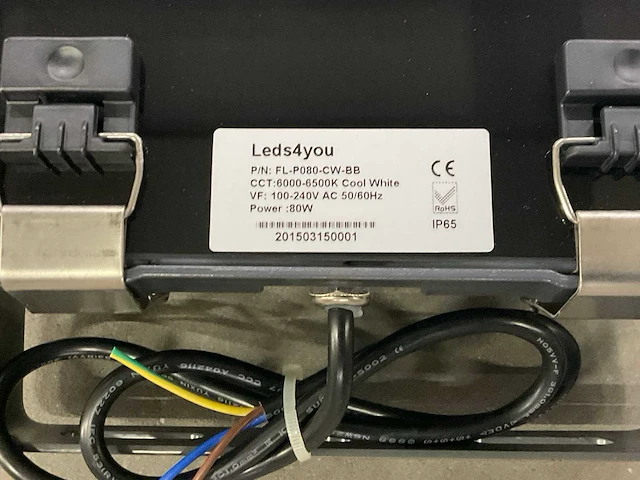 Leds4you
P/N: FL-P080-CW-BB
CCT:6000-6500K Cool White
VF: 100-240V AC 50/60Hz
Power :80W
201503150001
CE
RoHS
IP65
H05VV-F